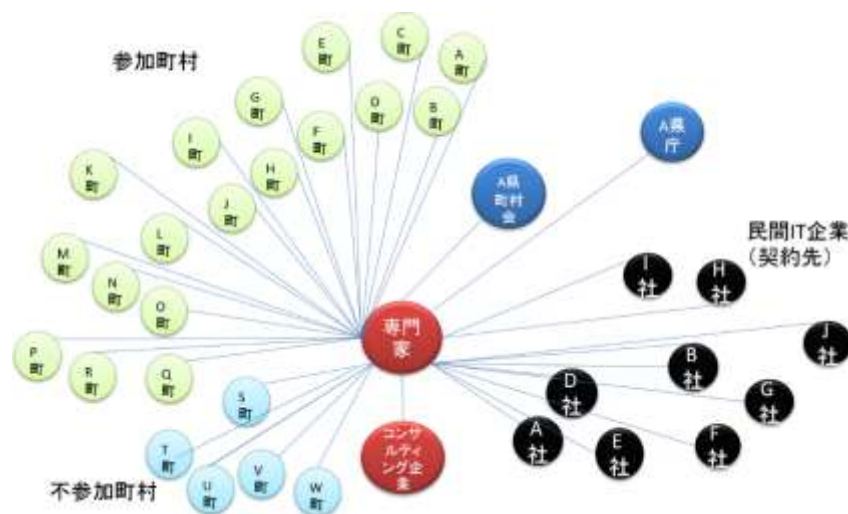 参加町村
E
町
C
町
A
町
G
町
D
町
B
町
F
町
I
町
H
町
K
町
J
町
L
町
M
町
N
町
O
町
P
町
R
町
Q
町
S
町
T
町
U
町
V
町
W
町
不参加町村
A県
町村
会
A県
庁
専門
家
コンサ
ルティ
ング企
業
民間IT企業
(契約先)
I
社
H
社
J
社
B
社
D
社
G
社
A
社
E
社
F
社